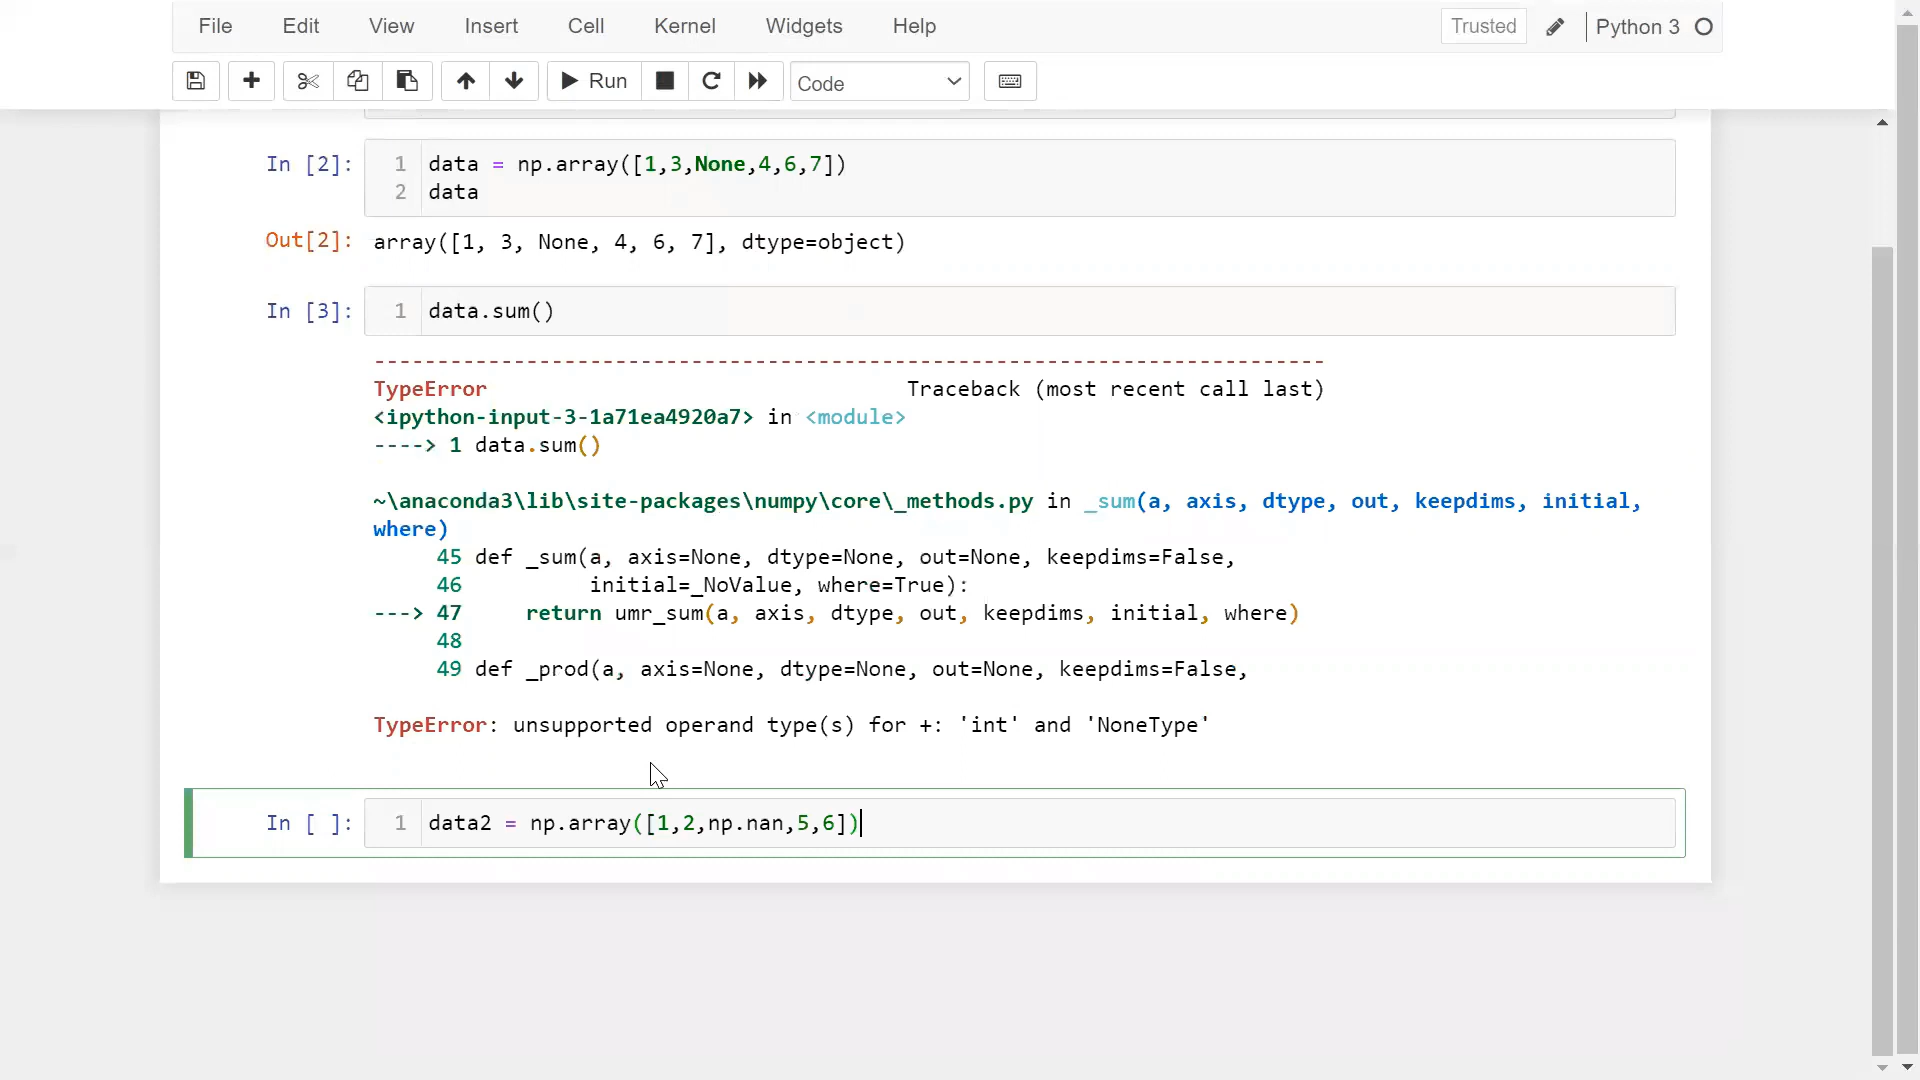 File Edit View Insert Cell Kernel Widgets Help Trusted Python 3
Run Code
In [2]: 1 data = np.array([1,3,None,4,6,7])
2 data
Out[2]: array([1, 3, None, 4, 6, 7], dtype=object)
In [3]: 1 data.sum()
---------------------------------------------------------------------------
TypeError Traceback (most recent call last)
<ipython-input-3-1a71ea4920a7> in <module>
----> 1 data.sum()
~\anaconda3\lib\site-packages\numpy\core\_methods.py in _sum(a, axis, dtype, out, keepdims, initial,
where)
45 def _sum(a, axis=None, dtype=None, out=None, keepdims=False,
46 initial=_NoValue, where=True):
---> 47 return umr_sum(a, axis, dtype, out, keepdims, initial, where)
48
49 def _prod(a, axis=None, dtype=None, out=None, keepdims=False,
TypeError: unsupported operand type(s) for +: 'int' and 'NoneType'
In [ ]: 1 data2 = np.array([1,2,np.nan,5,6])